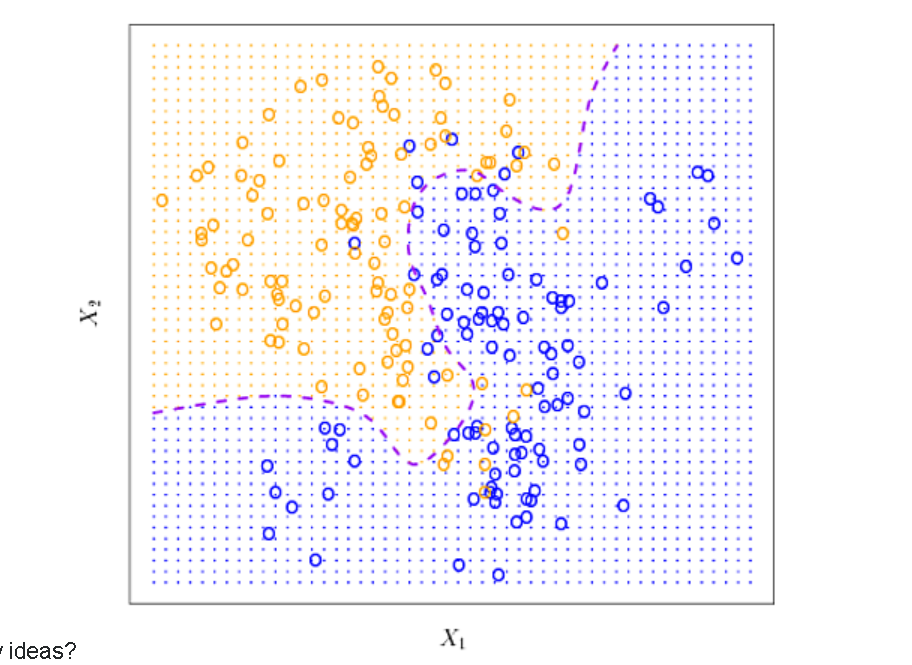 X₂
X₁
ideas?